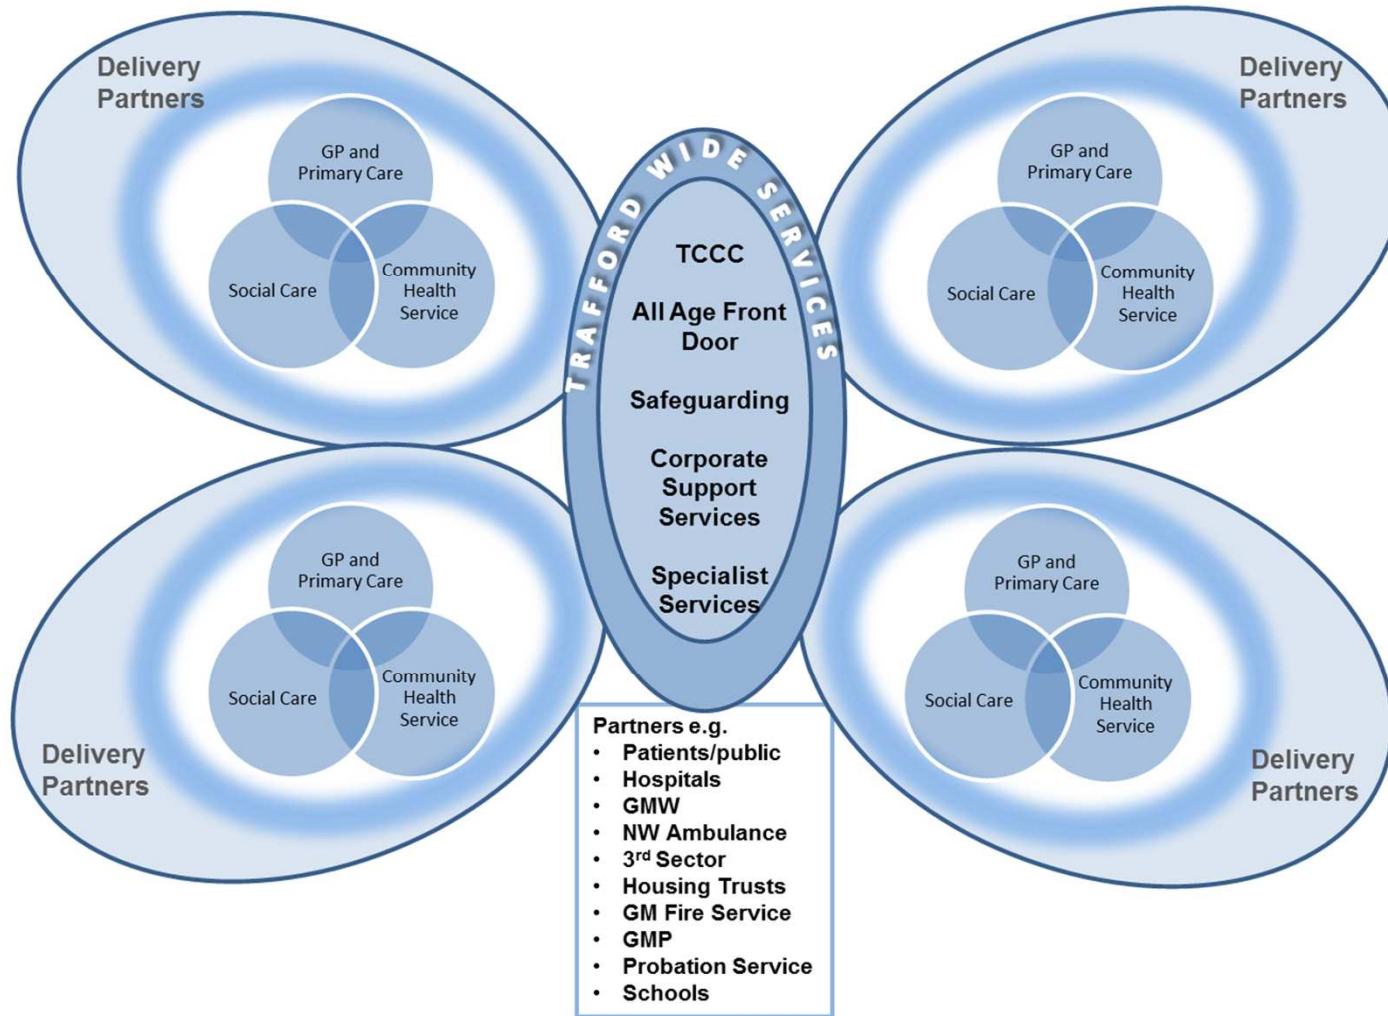 Delivery
Partners
GP and
Primary Care
Social Care
Community
Health
Service
TRAFFORD WIDE SERVICES
TCCC
All Age Front
Door
Safeguarding
Corporate
Support
Services
Specialist
Services
Delivery
Partners
GP and
Primary Care
Social Care
Community
Health
Service
GP and
Primary Care
Social Care
Community
Health
Service
Delivery
Partners
GP and
Primary Care
Social Care
Community
Health
Service
Delivery
Partners
Partners e.g.
• Patients/public
• Hospitals
• GMW
• NW Ambulance
• 3rd Sector
• Housing Trusts
• GM Fire Service
• GMP
• Probation Service
• Schools